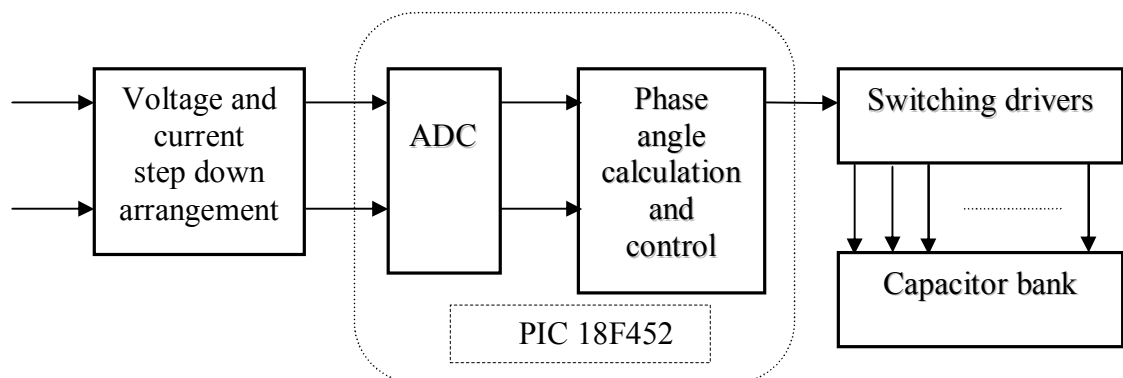 Voltage and
current
step down
arrangement
ADC
Phase
angle
calculation
and
control
PIC 18F452
Switching drivers
Capacitor bank